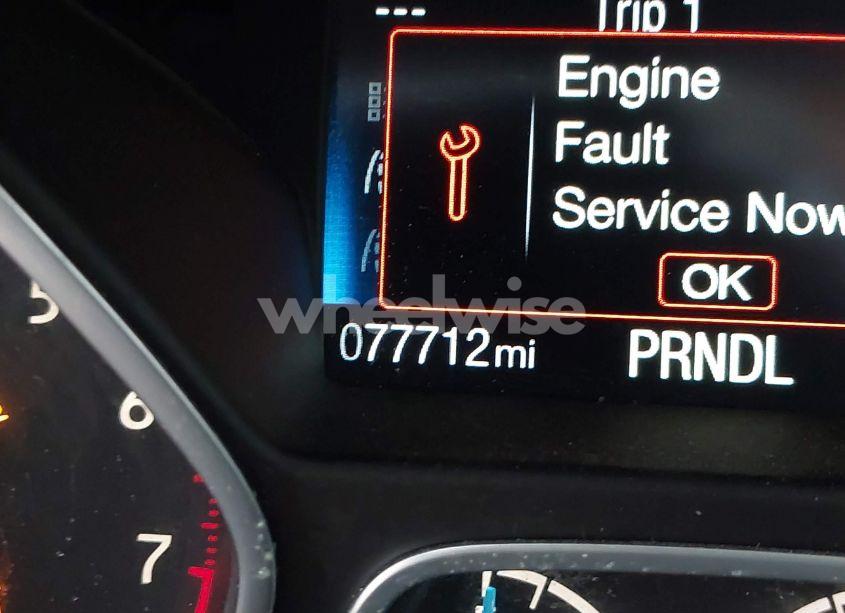 --- Trip 1
Engine
Fault
Service Now
OK
077712mi PRNDL
wheelwise
5
6
7